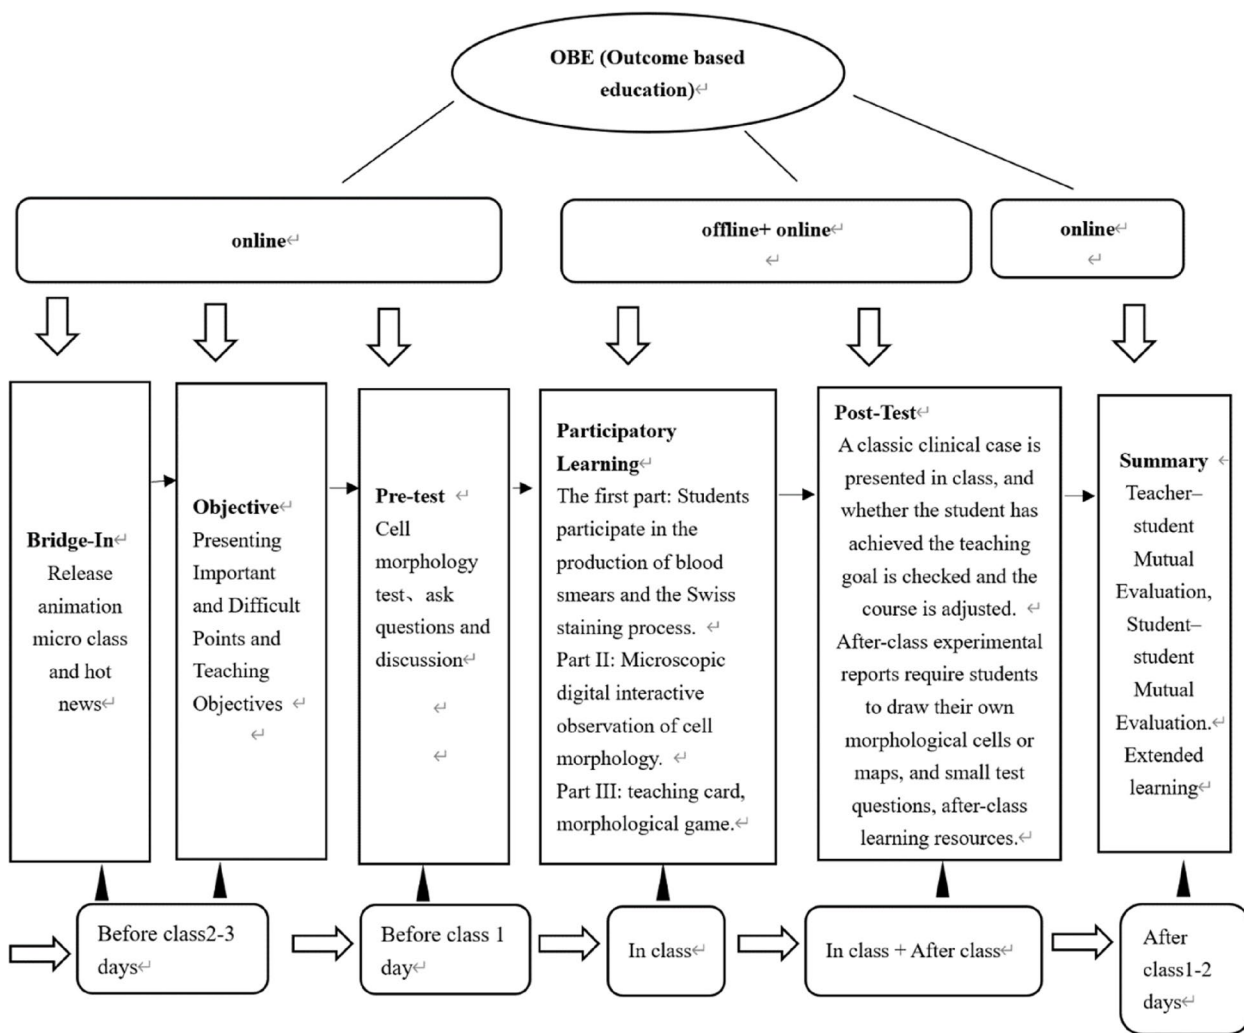 OBE (Outcome based
education)↵
online↵
offline+ online↵
↵
online↵
↵
Bridge-In↵
Release
animation
micro class
and hot
news↵
Objective↵
Presenting
Important
and Difficult
Points and
Teaching
Objectives ↵
↵
Pre-test ↵
Cell
morphology
test、ask
questions and
discussion↵
↵
↵
Participatory
Learning↵
The first part: Students
participate in the
production of blood
smears and the Swiss
staining process. ↵
Part II: Microscopic
digital interactive
observation of cell
morphology. ↵
Part III: teaching card,
morphological game.↵
Post-Test↵
A classic clinical case is
presented in class, and
whether the student has
achieved the teaching
goal is checked and the
course is adjusted. ↵
After-class experimental
reports require students
to draw their own
morphological cells or
maps, and small test
questions, after-class
learning resources.↵
Summary ↵
Teacher–
student
Mutual
Evaluation,
Student–
student
Mutual
Evaluation.↵
Extended
learning↵
Before class2-3
days↵
Before class 1
day↵
In class↵
In class + After class↵
After
class1-2
days↵